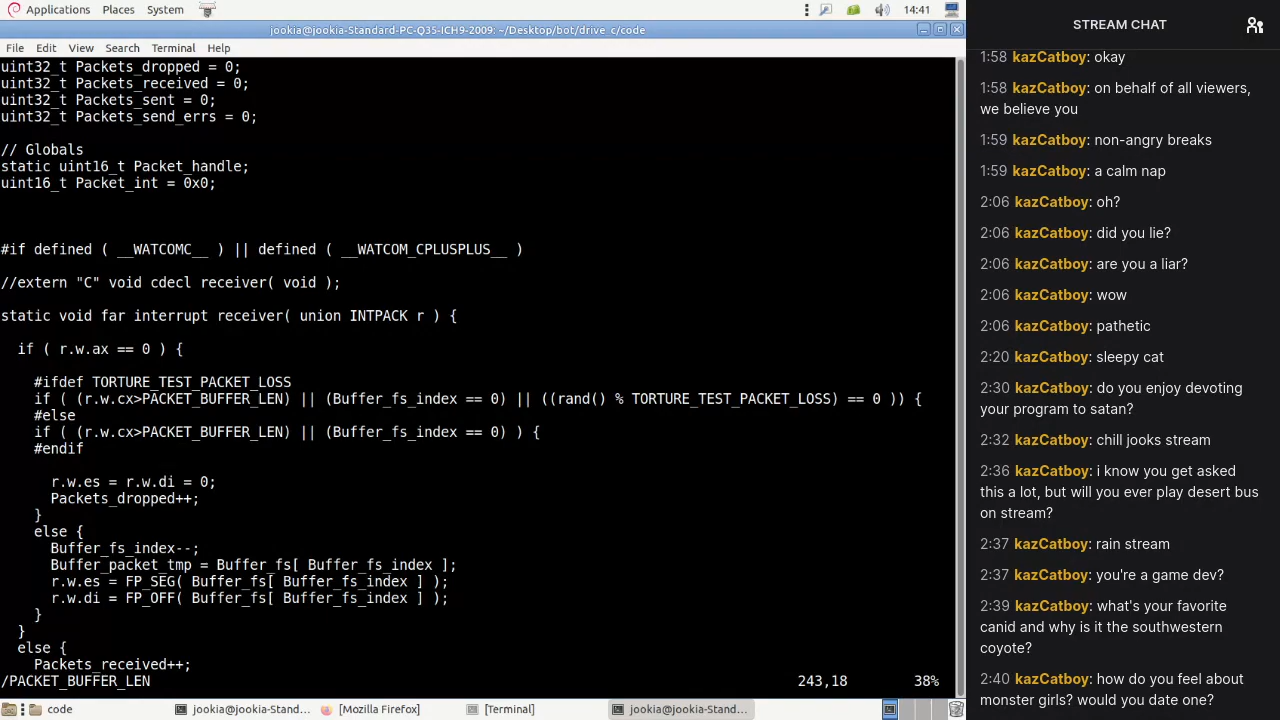 Applications Places System 14:41
jookia@jookia-Standard-PC-Q35-ICH9-2009: ~/Desktop/bot/drive_c/code
File Edit View Search Terminal Help
uint32_t Packets_dropped = 0;
uint32_t Packets_received = 0;
uint32_t Packets_sent = 0;
uint32_t Packets_send_errs = 0;
// Globals
static uint16_t Packet_handle;
uint16_t Packet_int = 0x0;
#if defined ( __WATCOMC__ ) || defined ( __WATCOM_CPLUSPLUS__ )
//extern "C" void cdecl receiver( void );
static void far interrupt receiver( union INTPACK r ) {
if ( r.w.ax == 0 ) {
#ifdef TORTURE_TEST_PACKET_LOSS
if ( (r.w.cx>PACKET_BUFFER_LEN) || (Buffer_fs_index == 0) || ((rand() % TORTURE_TEST_PACKET_LOSS) == 0 )) {
#else
if ( (r.w.cx>PACKET_BUFFER_LEN) || (Buffer_fs_index == 0) ) {
#endif
r.w.es = r.w.di = 0;
Packets_dropped++;
}
else {
Buffer_fs_index--;
Buffer_packet_tmp = Buffer_fs[ Buffer_fs_index ];
r.w.es = FP_SEG( Buffer_fs[ Buffer_fs_index ] );
r.w.di = FP_OFF( Buffer_fs[ Buffer_fs_index ] );
}
}
else {
Packets_received++;
/PACKET_BUFFER_LEN 243,18 38%
code jookia@jookia-Stand... [Mozilla Firefox] [Terminal] jookia@jookia-Stand...
STREAM CHAT
1:58 kazCatboy: okay
1:58 kazCatboy: on behalf of all viewers,
we believe you
1:59 kazCatboy: non-angry breaks
1:59 kazCatboy: a calm nap
2:06 kazCatboy: oh?
2:06 kazCatboy: did you lie?
2:06 kazCatboy: are you a liar?
2:06 kazCatboy: wow
2:06 kazCatboy: pathetic
2:20 kazCatboy: sleepy cat
2:30 kazCatboy: do you enjoy devoting
your program to satan?
2:32 kazCatboy: chill jooks stream
2:36 kazCatboy: i know you get asked
this a lot, but will you ever play desert bus
on stream?
2:37 kazCatboy: rain stream
2:37 kazCatboy: you're a game dev?
2:39 kazCatboy: what's your favorite
canid and why is it the southwestern
coyote?
2:40 kazCatboy: how do you feel about
monster girls? would you date one?